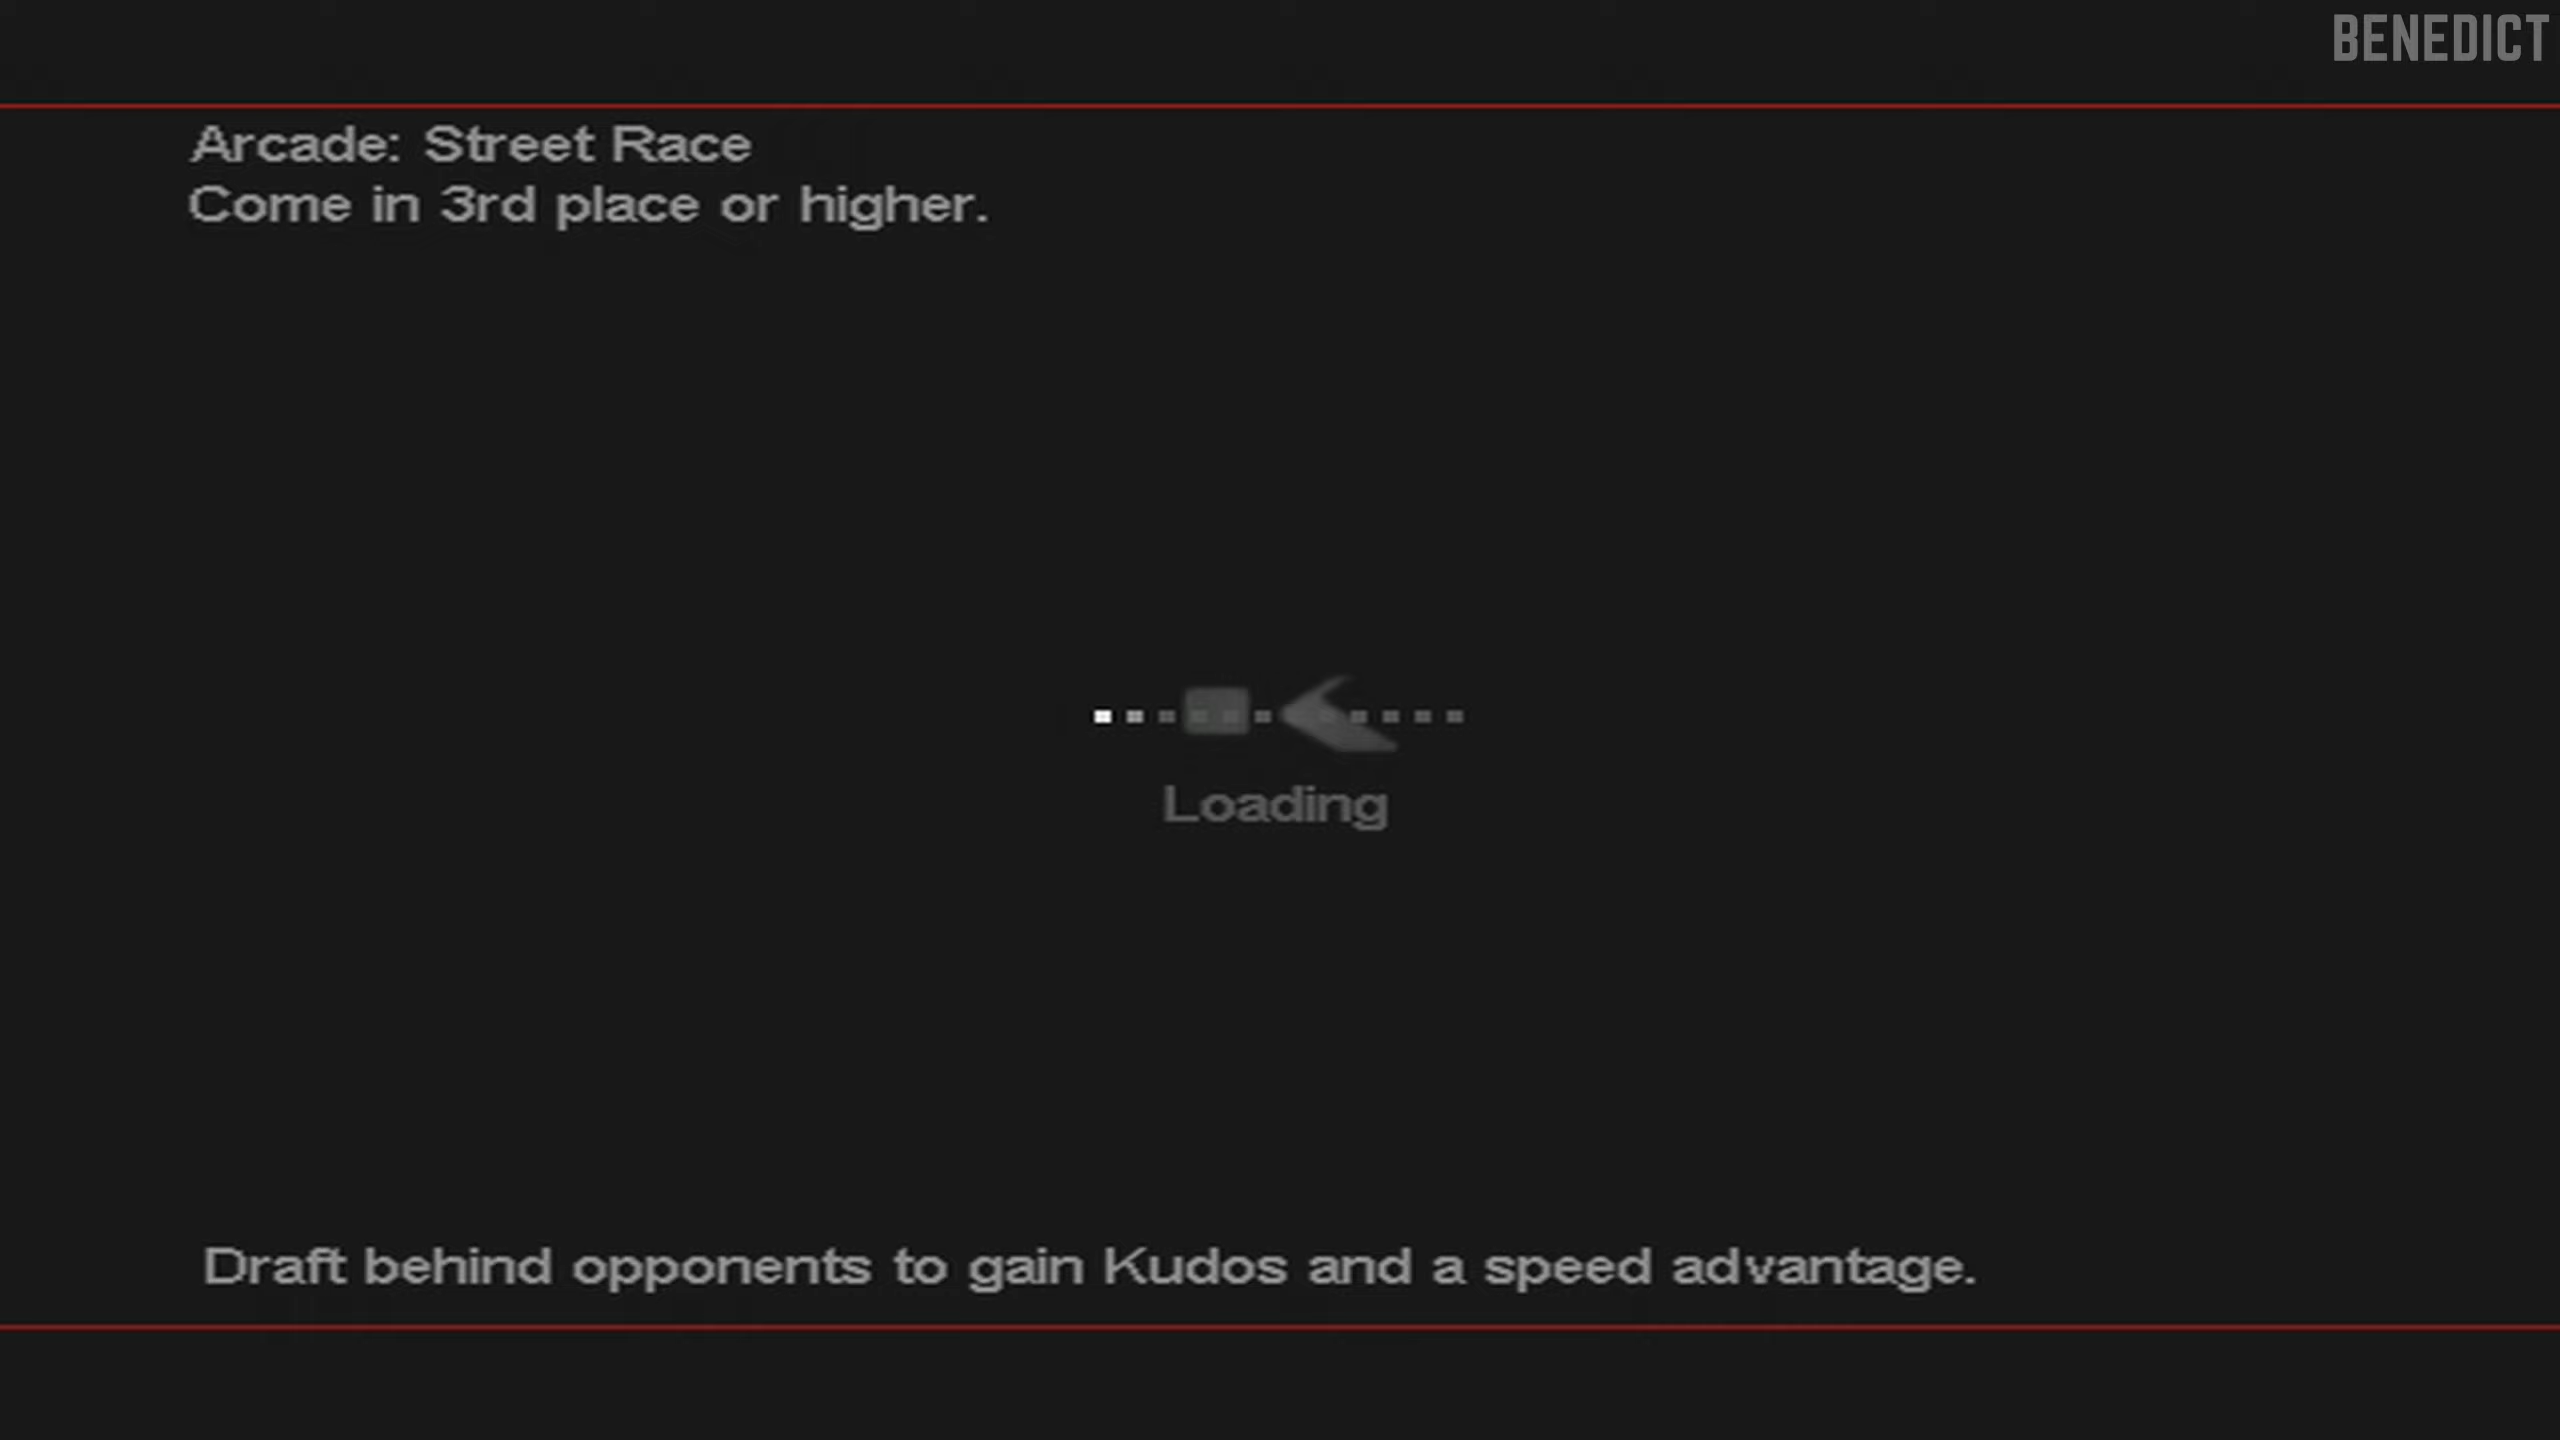 BENEDICT
Arcade: Street Race
Come in 3rd place or higher.
Loading
Draft behind opponents to gain Kudos and a speed advantage.